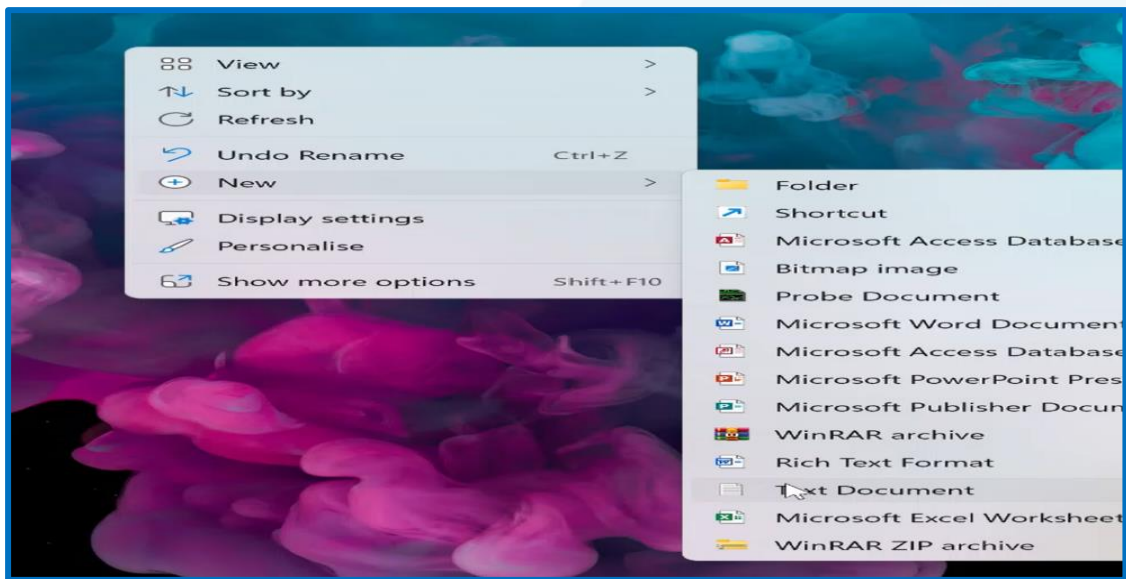 View >
Sort by >
Refresh
Undo Rename Ctrl+Z
New >
Display settings
Personalise
Show more options Shift+F10
Folder
Shortcut
Microsoft Access Database
Bitmap image
Probe Document
Microsoft Word Document
Microsoft Access Database
Microsoft PowerPoint Pres
Microsoft Publisher Docum
WinRAR archive
Rich Text Format
Text Document
Microsoft Excel Worksheet
WinRAR ZIP archive